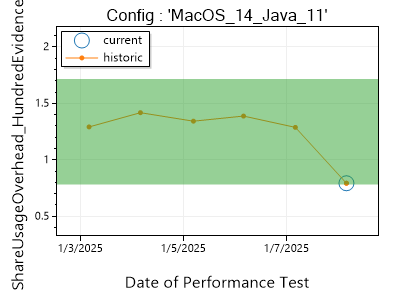 Config : 'MacOS_14_Java_11'
current
historic
ShareUsageOverhead_HundredEvidence
2
1.5
1
0.5
1/3/2025
1/5/2025
1/7/2025
Date of Performance Test